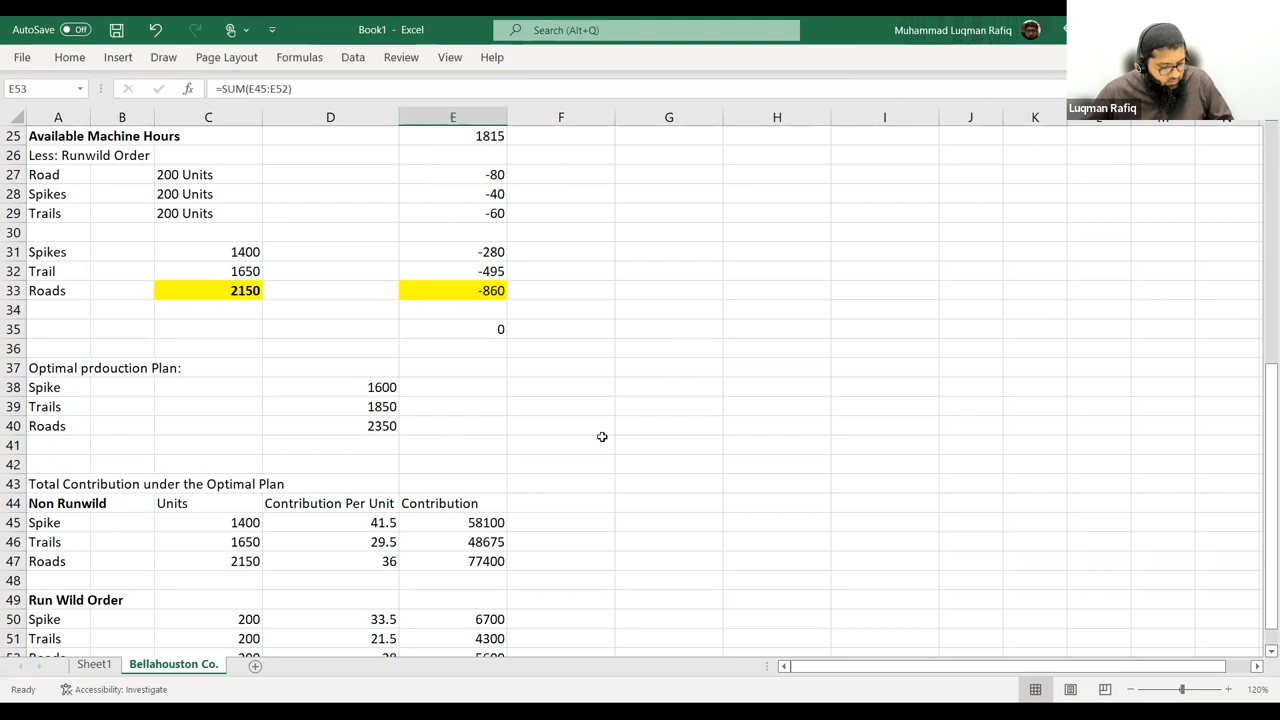 AutoSave Off Book1 - Excel Search (Alt+Q) Muhammad Luqman Rafiq
File Home Insert Draw Page Layout Formulas Data Review View Help
Luqman Rafiq
E53 fx =SUM(E45:E52)
A B C D E F G H I J K
25 Available Machine Hours 1815
26 Less: Runwild Order
27 Road 200 Units -80
28 Spikes 200 Units -40
29 Trails 200 Units -60
30
31 Spikes 1400 -280
32 Trail 1650 -495
33 Roads 2150 -860
34
35 0
36
37 Optimal prdouction Plan:
38 Spike 1600
39 Trails 1850
40 Roads 2350
41
42
43 Total Contribution under the Optimal Plan
44 Non Runwild Units Contribution Per Unit Contribution
45 Spike 1400 41.5 58100
46 Trails 1650 29.5 48675
47 Roads 2150 36 77400
48
49 Run Wild Order
50 Spike 200 33.5 6700
51 Trails 200 21.5 4300
Sheet1 Bellahouston Co.
Ready Accessibility: Investigate 120%